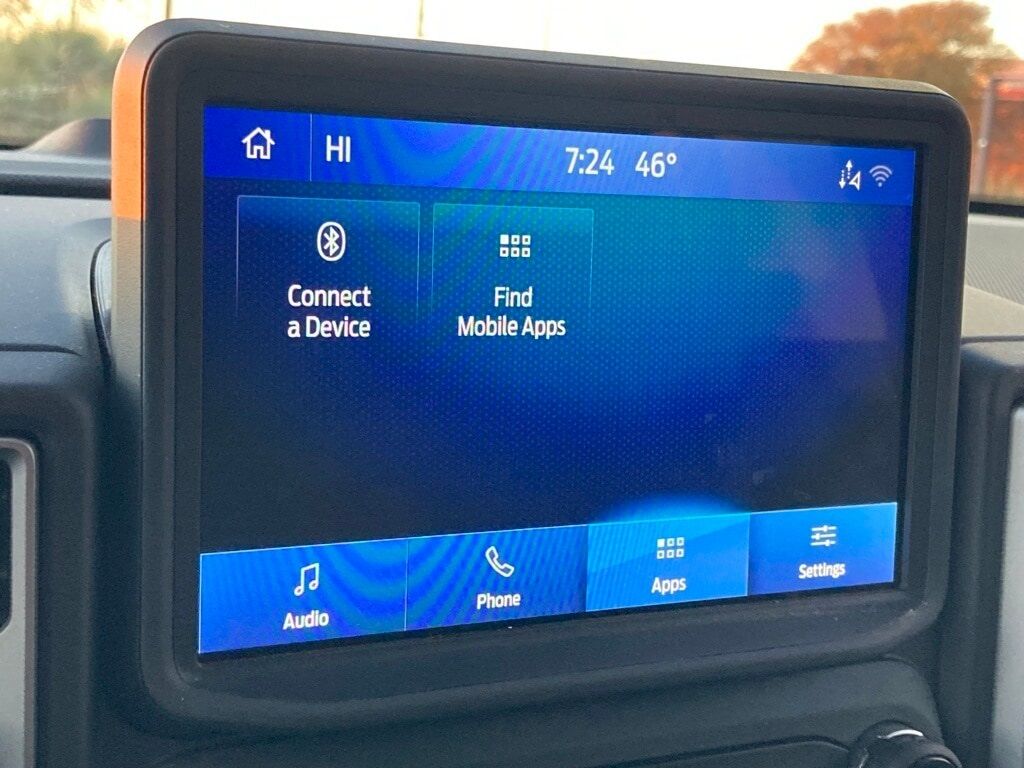 HI 7:24 46°
Connect
a Device
Find
Mobile Apps
Audio
Phone
Apps
Settings